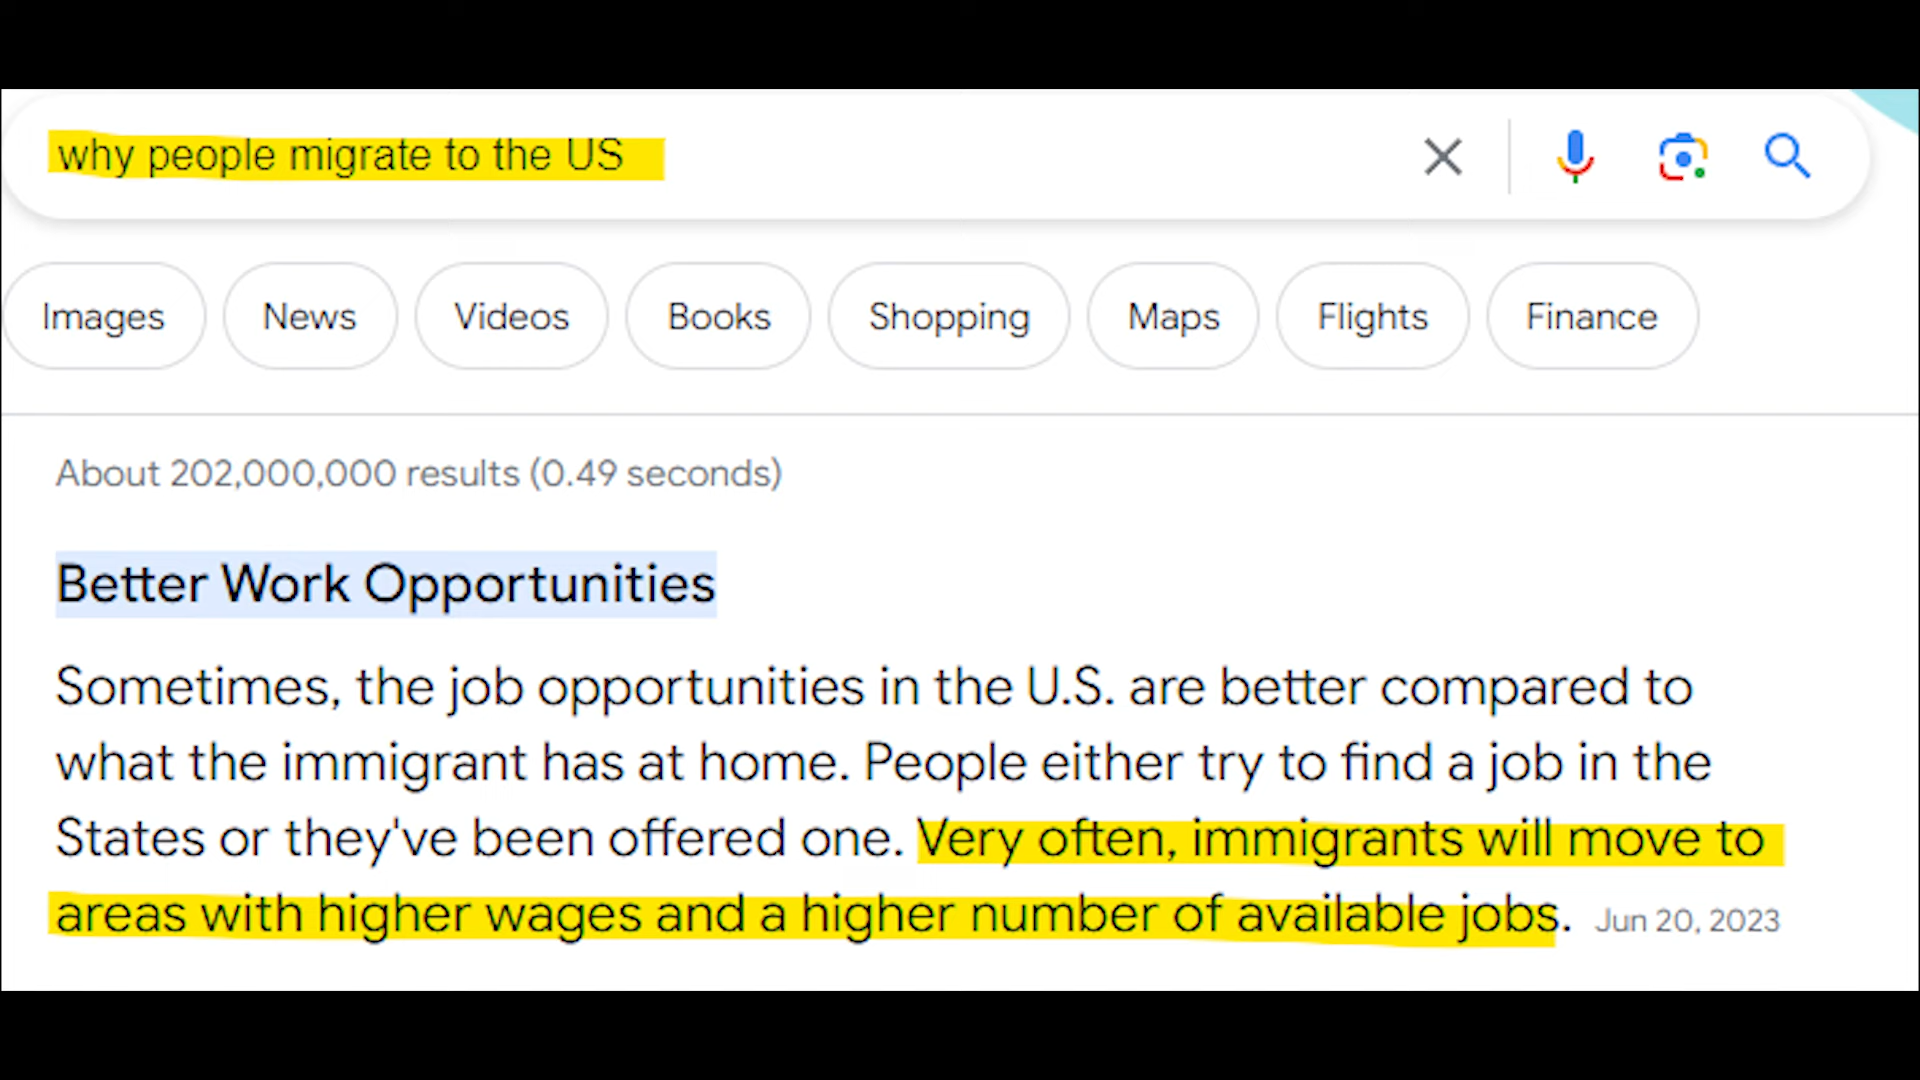 why people migrate to the US
Images News Videos Books Shopping Maps Flights Finance
About 202,000,000 results (0.49 seconds)
Better Work Opportunities
Sometimes, the job opportunities in the U.S. are better compared to
what the immigrant has at home. People either try to find a job in the
States or they've been offered one. Very often, immigrants will move to
areas with higher wages and a higher number of available jobs. Jun 20, 2023